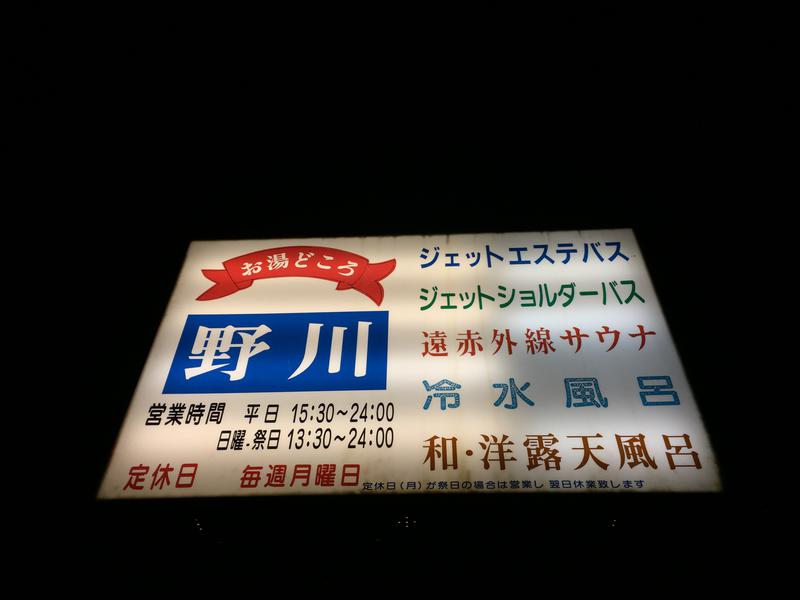 お湯どころ
野川
営業時間 平日 15:30～24:00
日曜・祭日 13:30～24:00
定休日 毎週月曜日
ジェットエステバス
ジェットショルダーバス
遠赤外線サウナ
冷水風呂
和・洋露天風呂
定休日(月)が祭日の場合は営業し 翌日休業致します